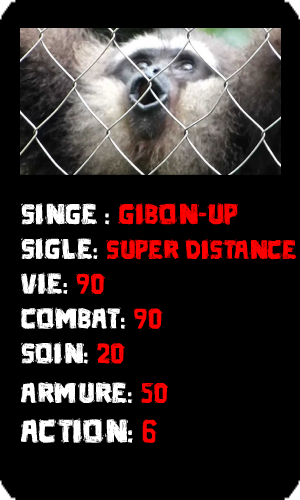 SINGE : GIBON-UP
SIGLE: SUPER DISTANCE
VIE: 90
COMBAT: 90
SOIN: 20
ARMURE: 50
ACTION: 6